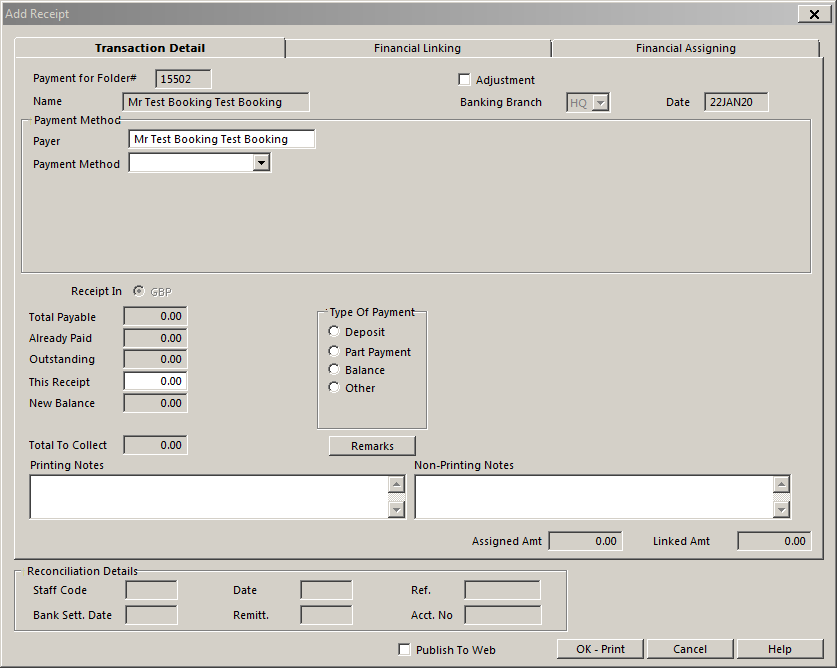 Add Receipt
Transaction Detail Financial Linking Financial Assigning
Payment for Folder# 15502 Adjustment
Name Mr Test Booking Test Booking Banking Branch HQ Date 22JAN20
Payment Method
Payer Mr Test Booking Test Booking
Payment Method
Receipt In GBP
Total Payable 0.00 Type Of Payment
Already Paid 0.00 Deposit
Outstanding 0.00 Part Payment
This Receipt 0.00 Balance
New Balance 0.00 Other
Total To Collect 0.00 Remarks
Printing Notes Non-Printing Notes
Assigned Amt 0.00 Linked Amt 0.00
Reconciliation Details
Staff Code Date Ref.
Bank Sett. Date Remitt. Acct. No
Publish To Web OK - Print Cancel Help